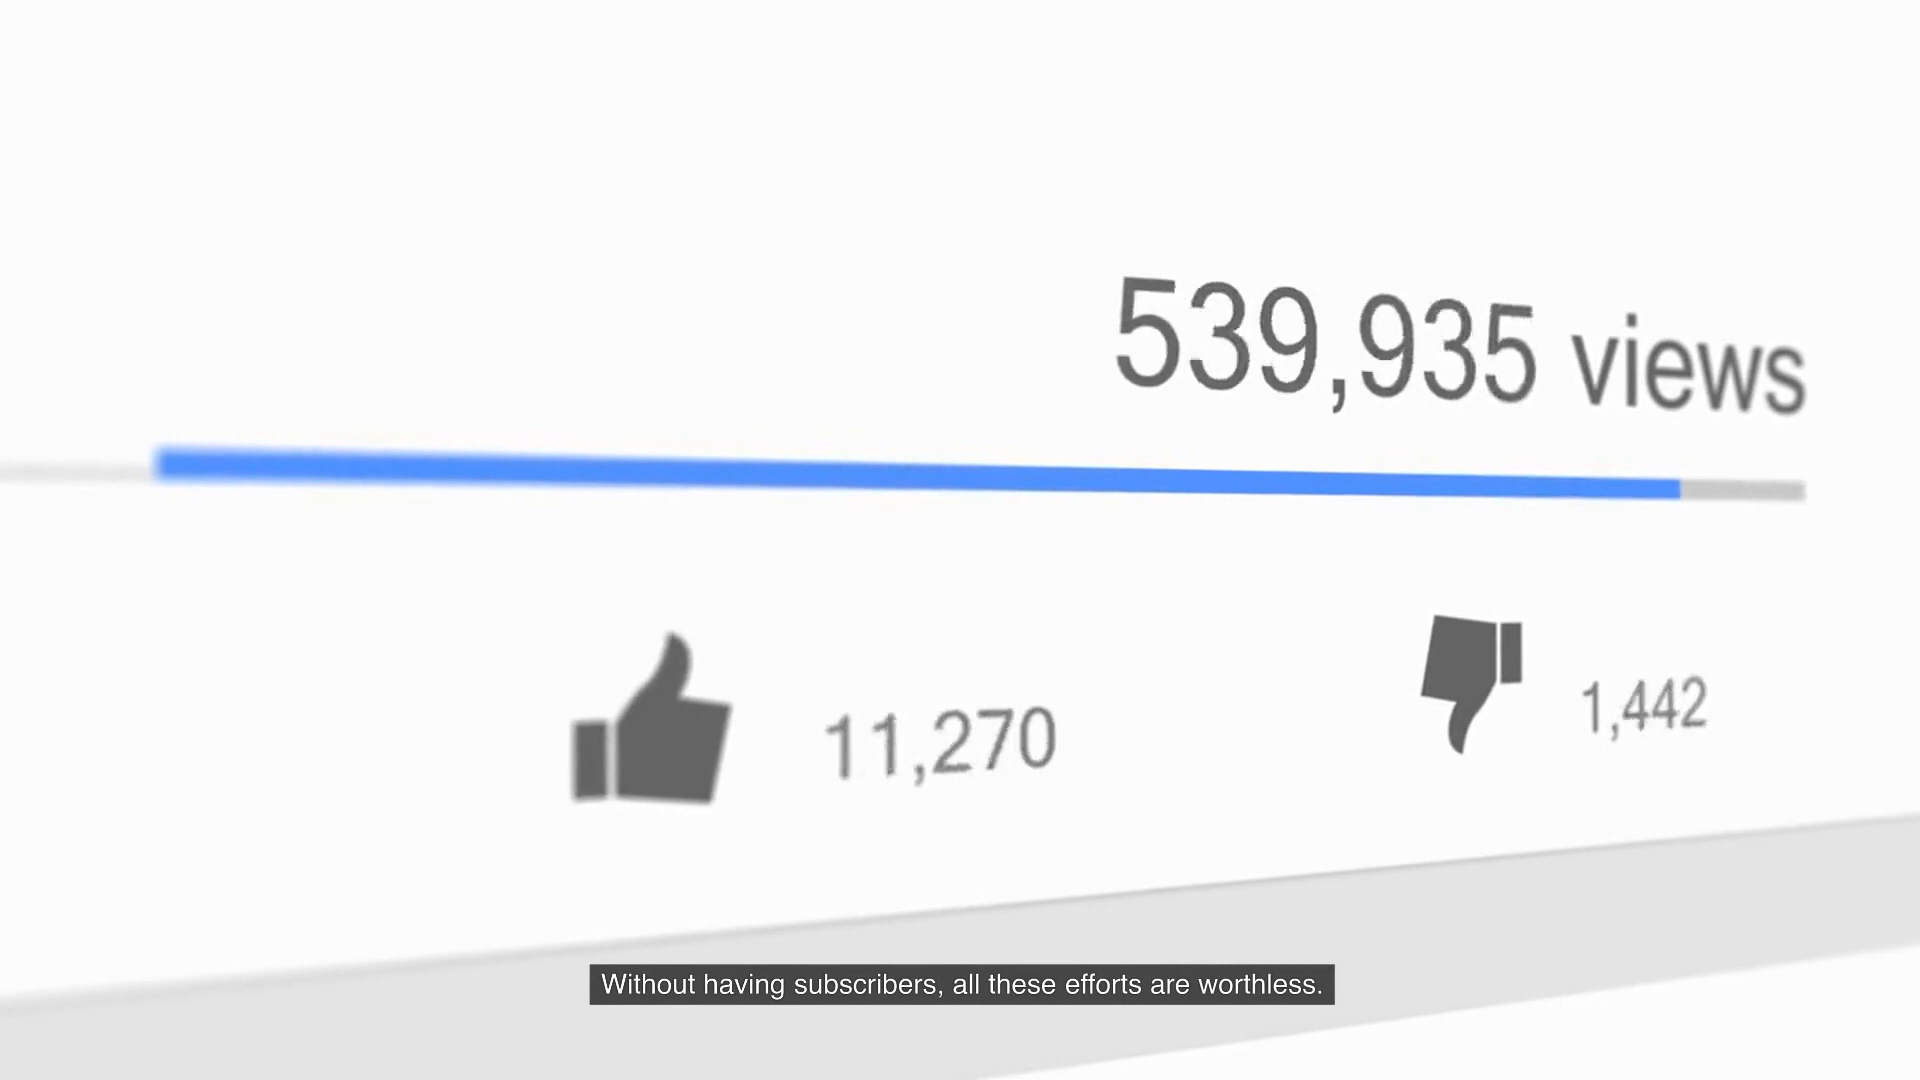 539,935 views
11,270
1,442
Without having subscribers, all these efforts are worthless.